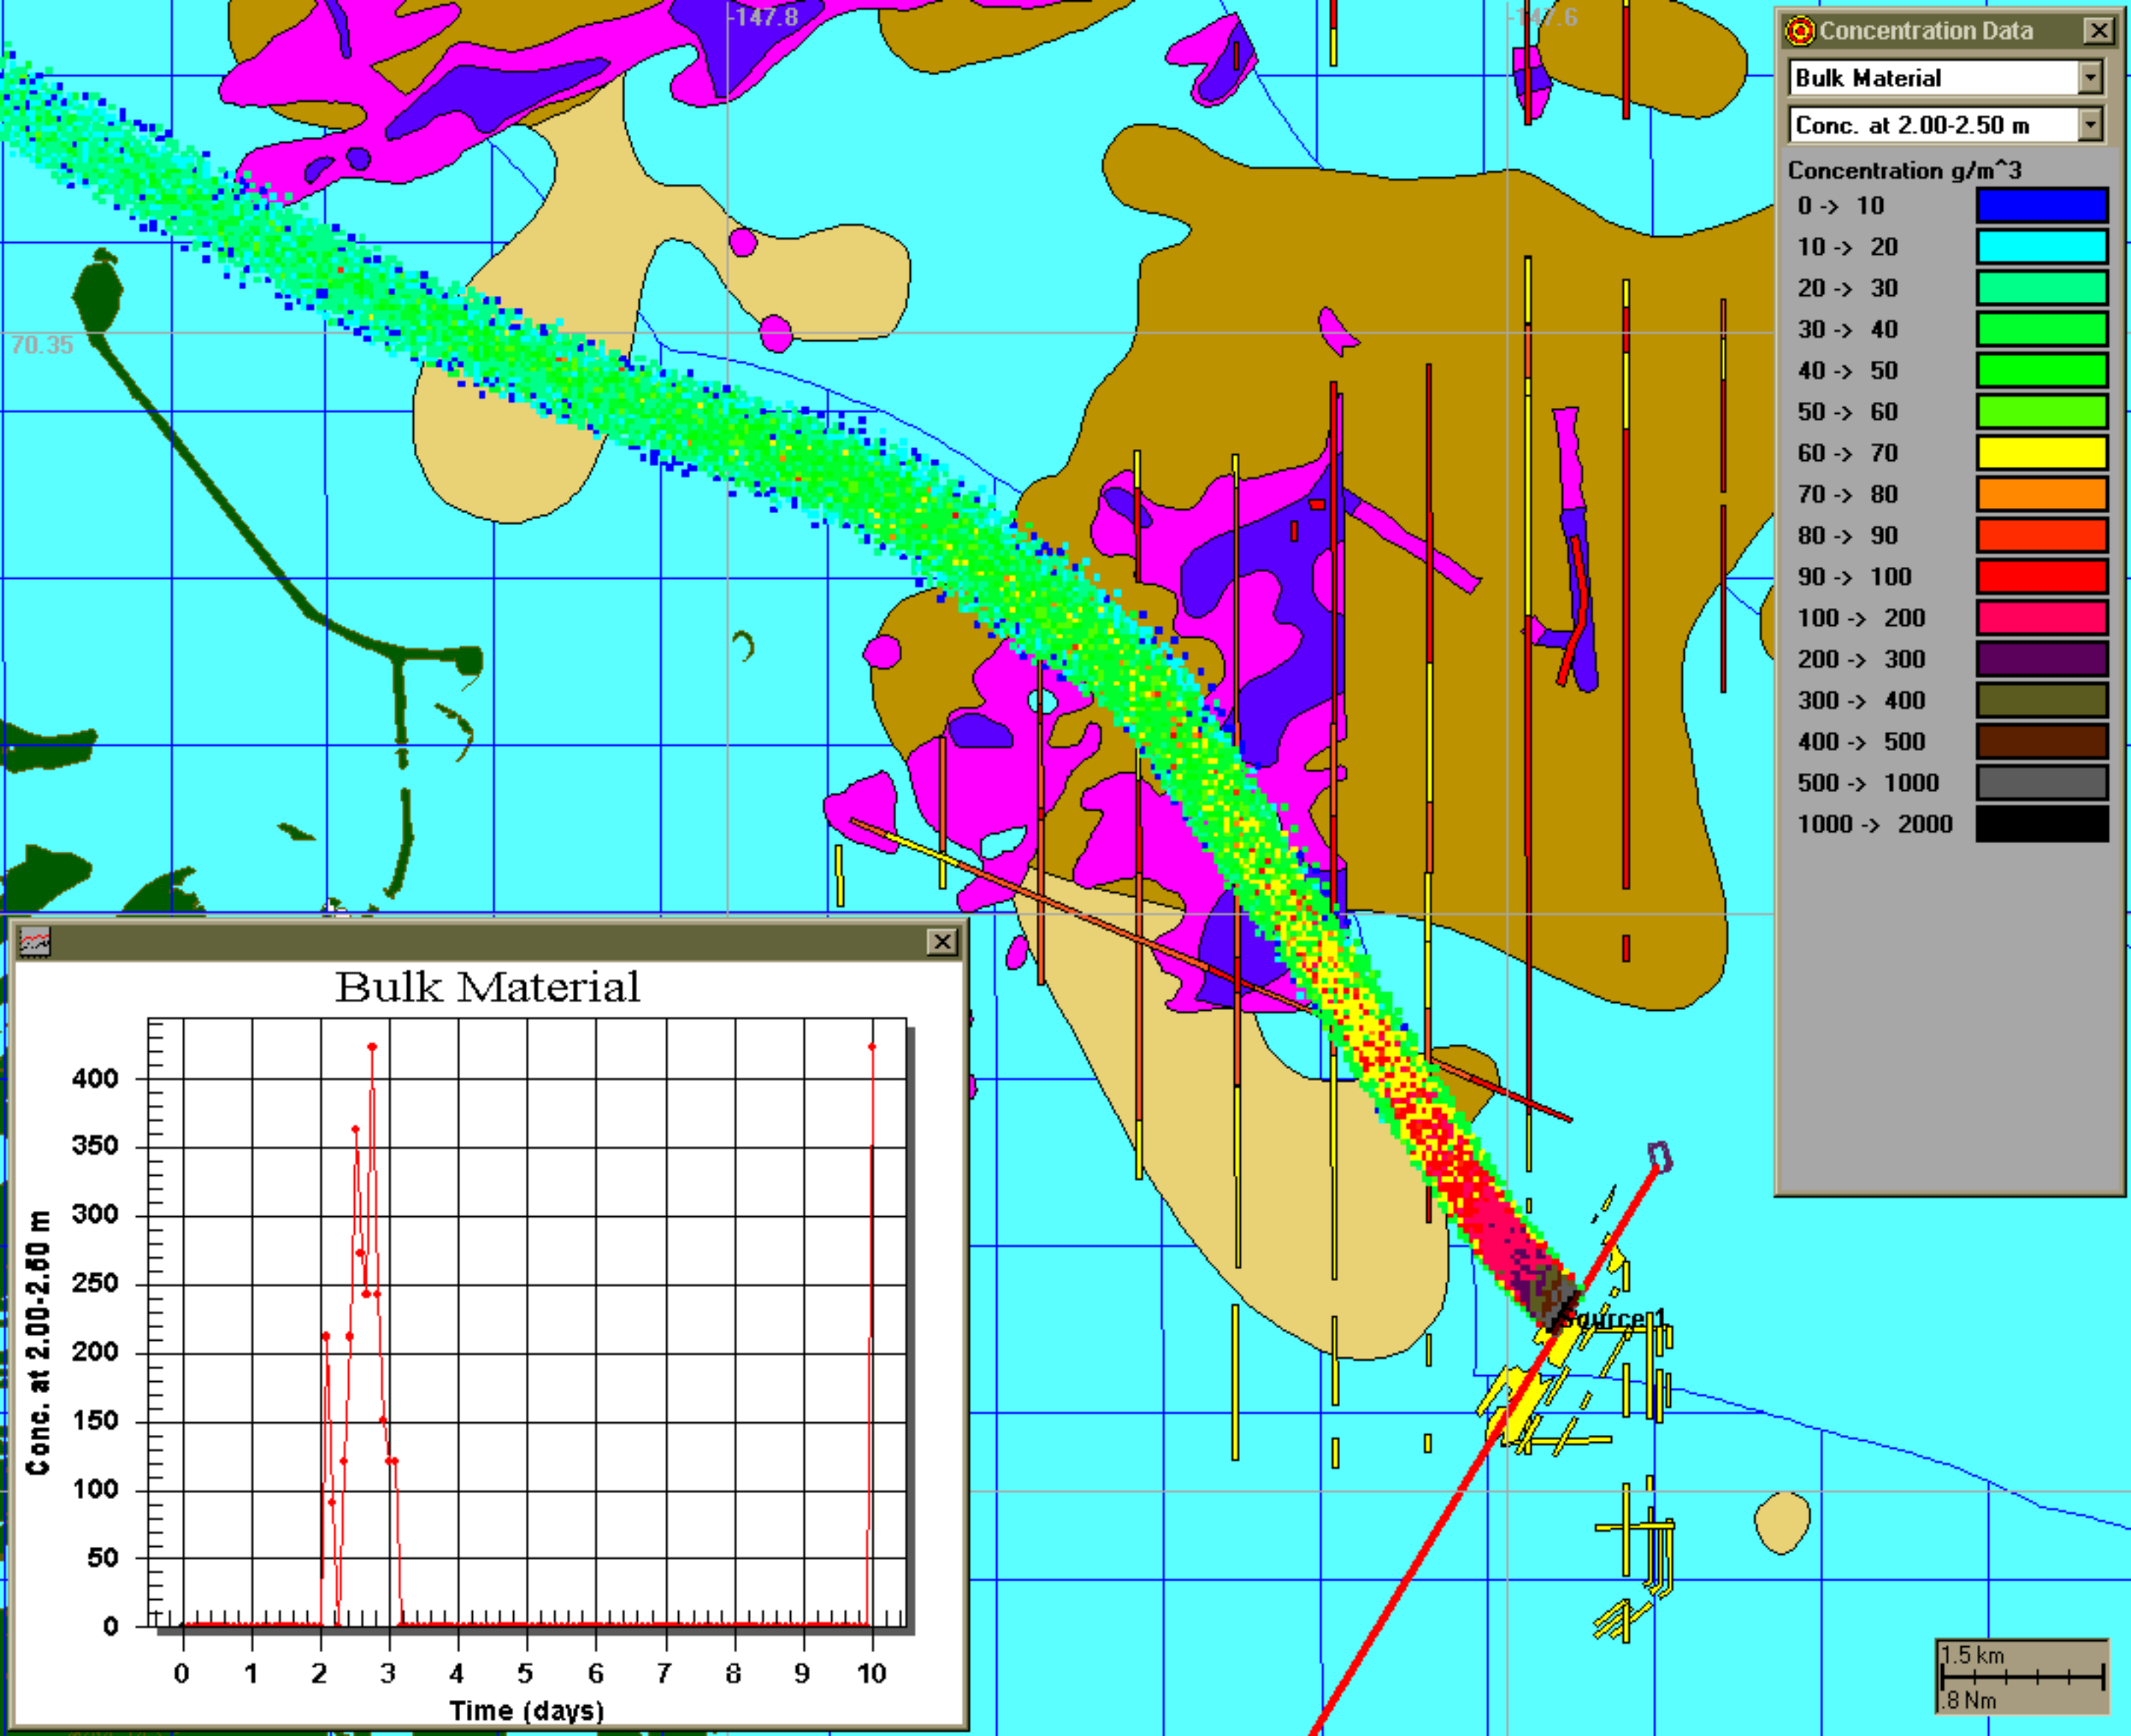 -147.8
-147.6
70.35
Concentration Data
Bulk Material
Conc. at 2.00-2.50 m
Concentration g/m^3
0 -> 10
10 -> 20
20 -> 30
30 -> 40
40 -> 50
50 -> 60
60 -> 70
70 -> 80
80 -> 90
90 -> 100
100 -> 200
200 -> 300
300 -> 400
400 -> 500
500 -> 1000
1000 -> 2000
Source 1
Bulk Material
Conc. at 2.00-2.50 m
400
350
300
250
200
150
100
50
0
0 1 2 3 4 5 6 7 8 9 10
Time (days)
1.5 km
.8 Nm